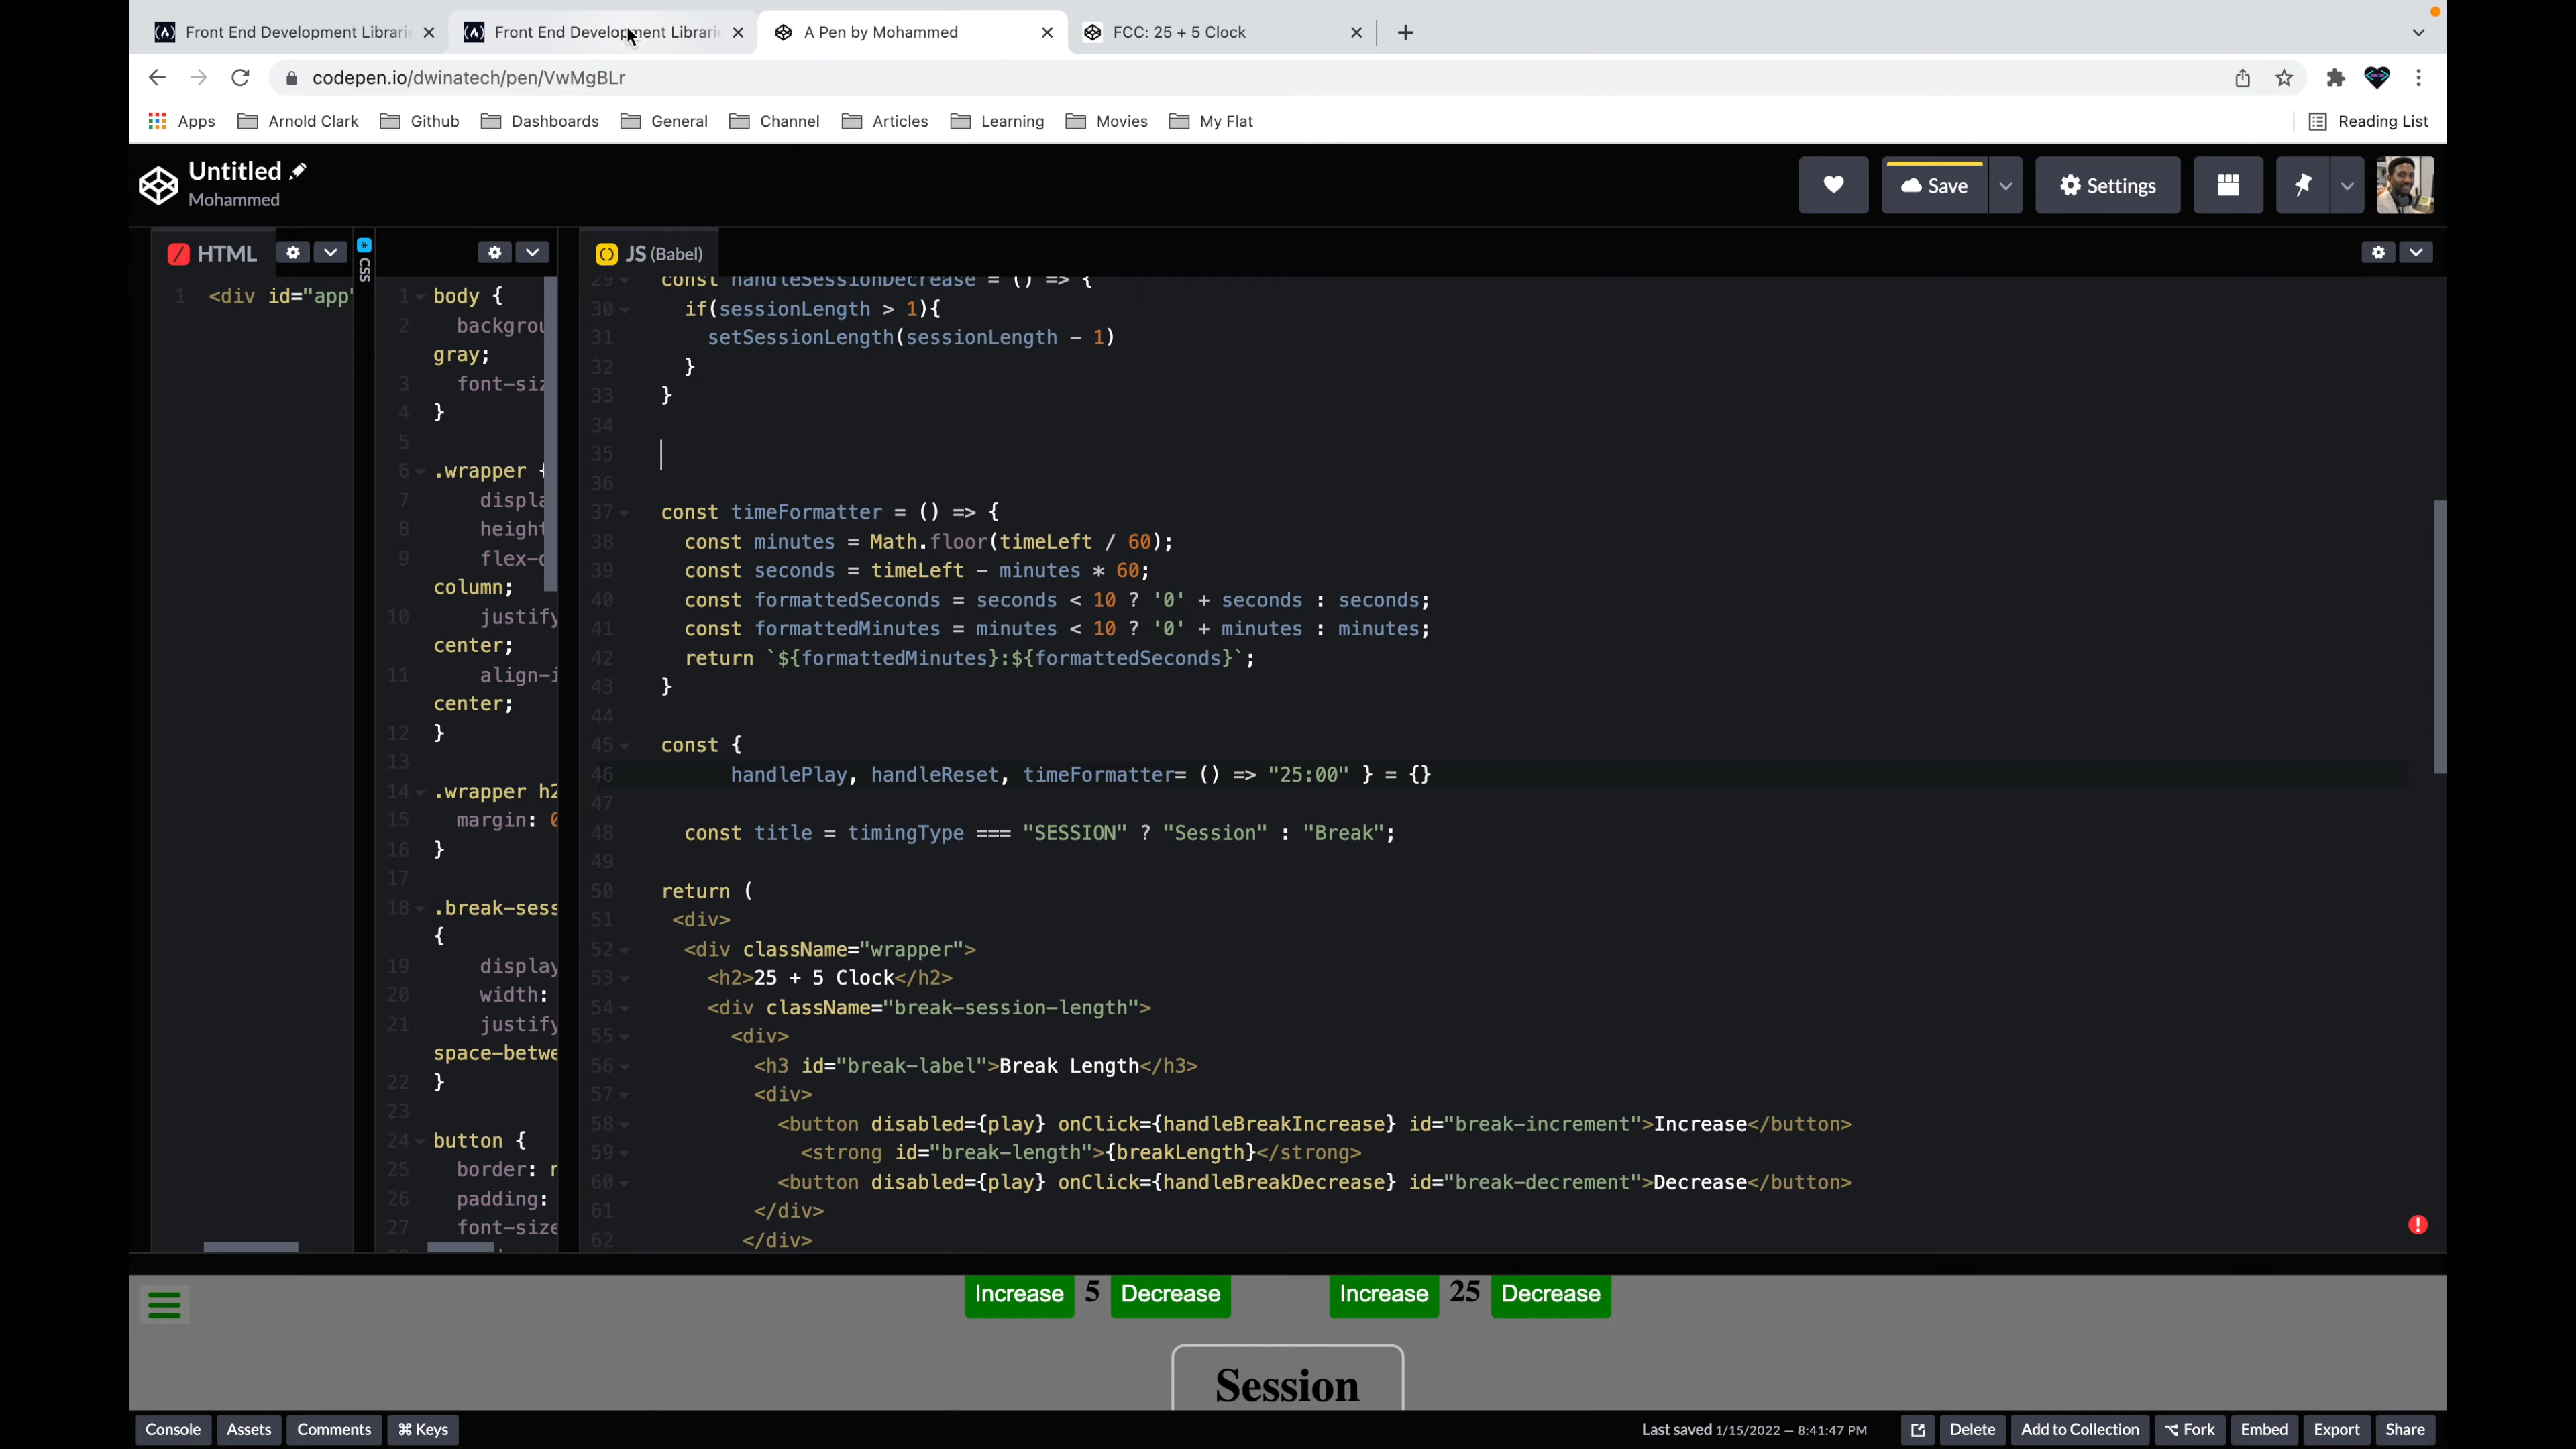 Front End Development Librarie
Front End Development Librarie
A Pen by Mohammed
FCC: 25 + 5 Clock
codepen.io/dwinatech/pen/VwMgBLr
Apps
Arnold Clark
Github
Dashboards
General
Channel
Articles
Learning
Movies
My Flat
Reading List
Untitled
Mohammed
Save
Settings
HTML
1 <div id="app"
CSS
1 body {
2 backgrou
gray;
3 font-siz
4 }
5
6 .wrapper {
7 displa
8 height
9 flex-d
column;
10 justify
center;
11 align-i
center;
12 }
13
14 .wrapper h2
15 margin: 0
16 }
17
18 .break-sess
{
19 display
20 width:
21 justify
space-betwe
22 }
23
24 button {
25 border: n
26 padding:
27 font-size
JS (Babel)
29 const handleSessionDecrease = () => {
30 if(sessionLength > 1){
31 setSessionLength(sessionLength - 1)
32 }
33 }
34
35
36
37 const timeFormatter = () => {
38 const minutes = Math.floor(timeLeft / 60);
39 const seconds = timeLeft - minutes * 60;
40 const formattedSeconds = seconds < 10 ? '0' + seconds : seconds;
41 const formattedMinutes = minutes < 10 ? '0' + minutes : minutes;
42 return `${formattedMinutes}:${formattedSeconds}`;
43 }
44
45 const {
46 handlePlay, handleReset, timeFormatter= () => "25:00" } = {}
47
48 const title = timingType === "SESSION" ? "Session" : "Break";
49
50 return (
51 <div>
52 <div className="wrapper">
53 <h2>25 + 5 Clock</h2>
54 <div className="break-session-length">
55 <div>
56 <h3 id="break-label">Break Length</h3>
57 <div>
58 <button disabled={play} onClick={handleBreakIncrease} id="break-increment">Increase</button>
59 <strong id="break-length">{breakLength}</strong>
60 <button disabled={play} onClick={handleBreakDecrease} id="break-decrement">Decrease</button>
61 </div>
62 </div>
Increase 5 Decrease Increase 25 Decrease
Session
Console
Assets
Comments
⌘ Keys
Last saved 1/15/2022 — 8:41:47 PM
Delete
Add to Collection
Fork
Embed
Export
Share